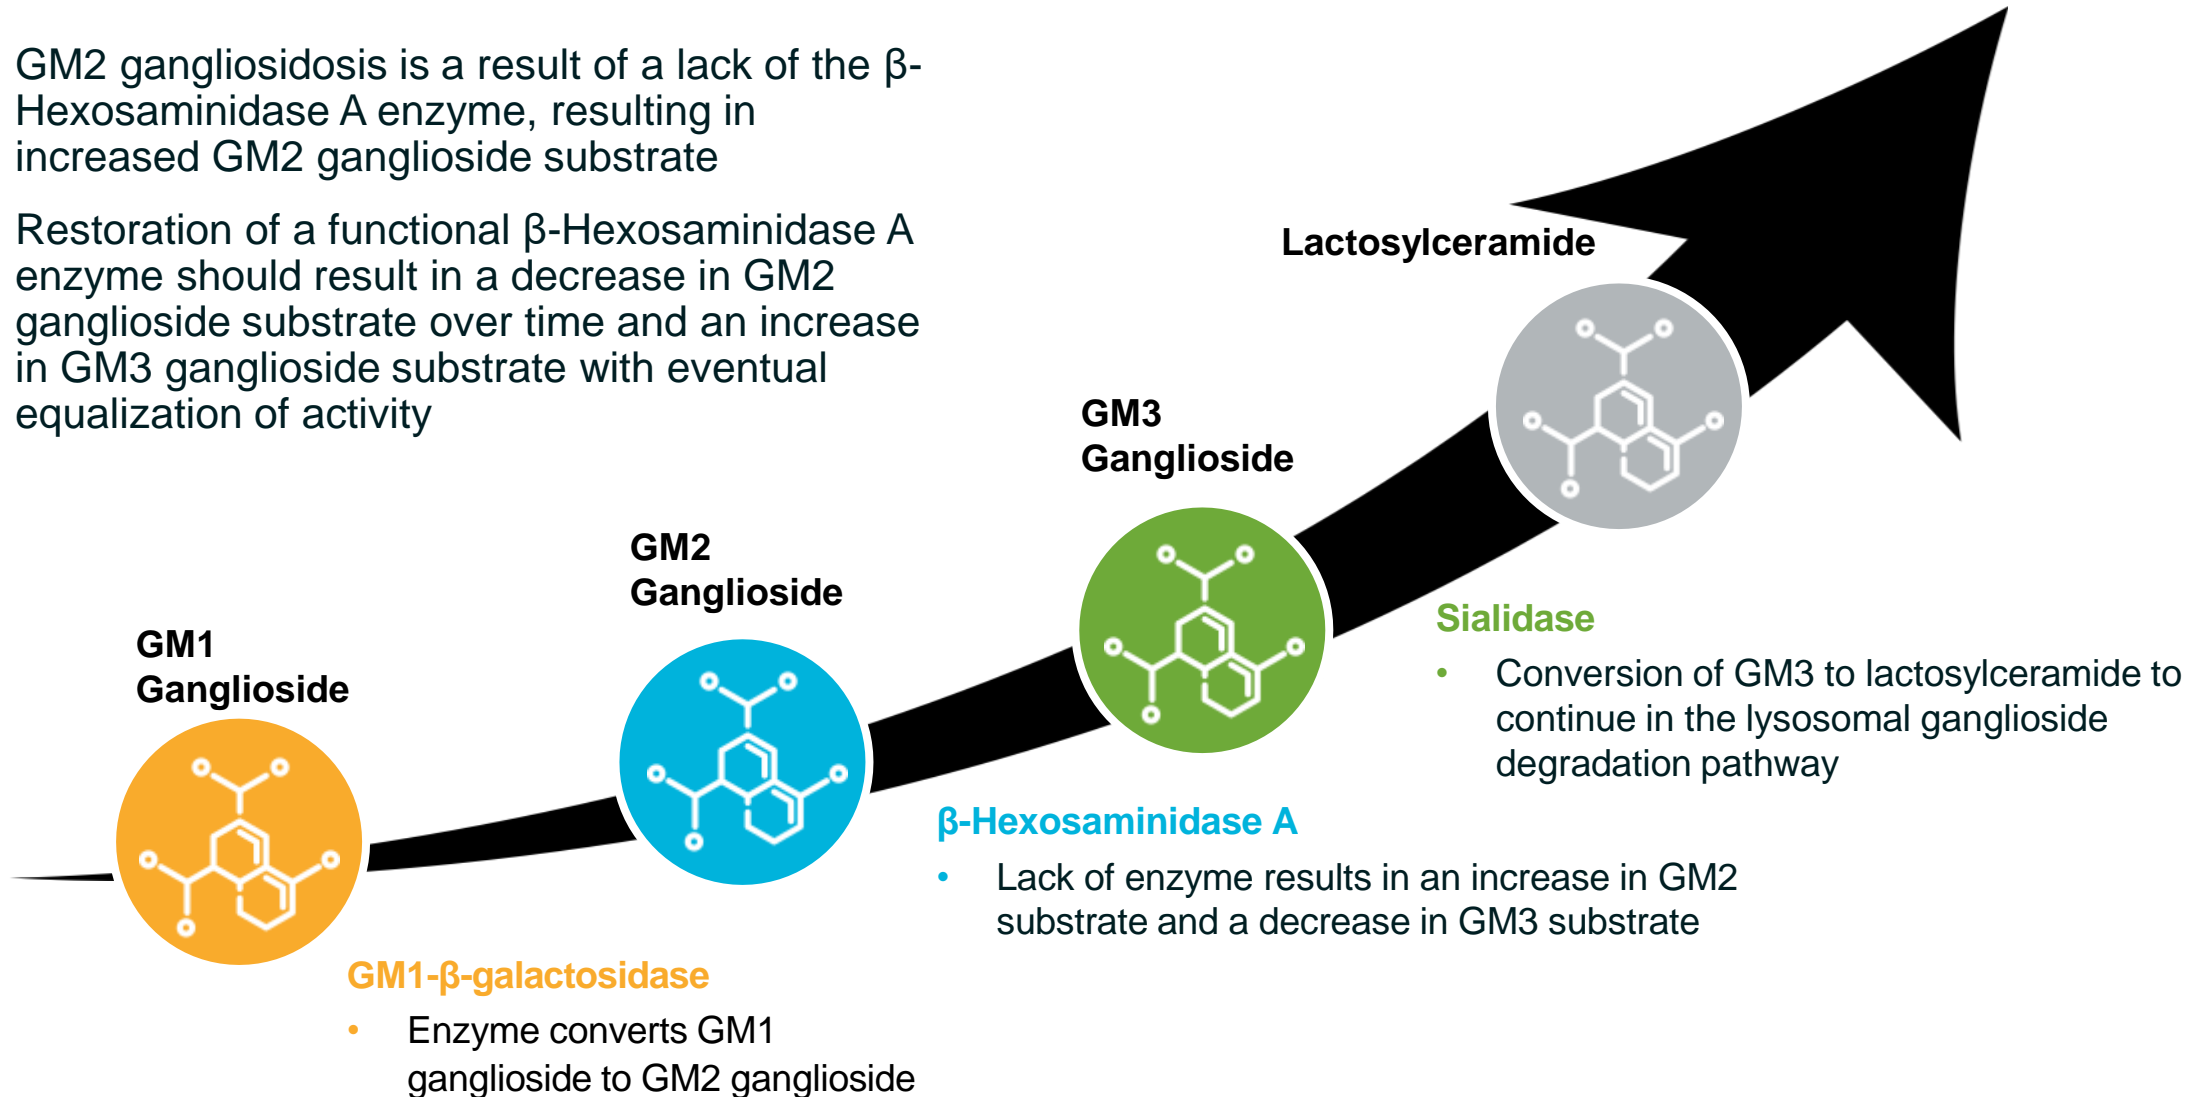 GM2 gangliosidosis is a result of a lack of the β-
Hexosaminidase A enzyme, resulting in
increased GM2 ganglioside substrate
Restoration of a functional β-Hexosaminidase A
enzyme should result in a decrease in GM2
ganglioside substrate over time and an increase
in GM3 ganglioside substrate with eventual
equalization of activity
Lactosylceramide
GM3
Ganglioside
GM2
Ganglioside
GM1
Ganglioside
Sialidase
• Conversion of GM3 to lactosylceramide to
continue in the lysosomal ganglioside
degradation pathway
β-Hexosaminidase A
• Lack of enzyme results in an increase in GM2
substrate and a decrease in GM3 substrate
GM1-β-galactosidase
• Enzyme converts GM1
ganglioside to GM2 ganglioside